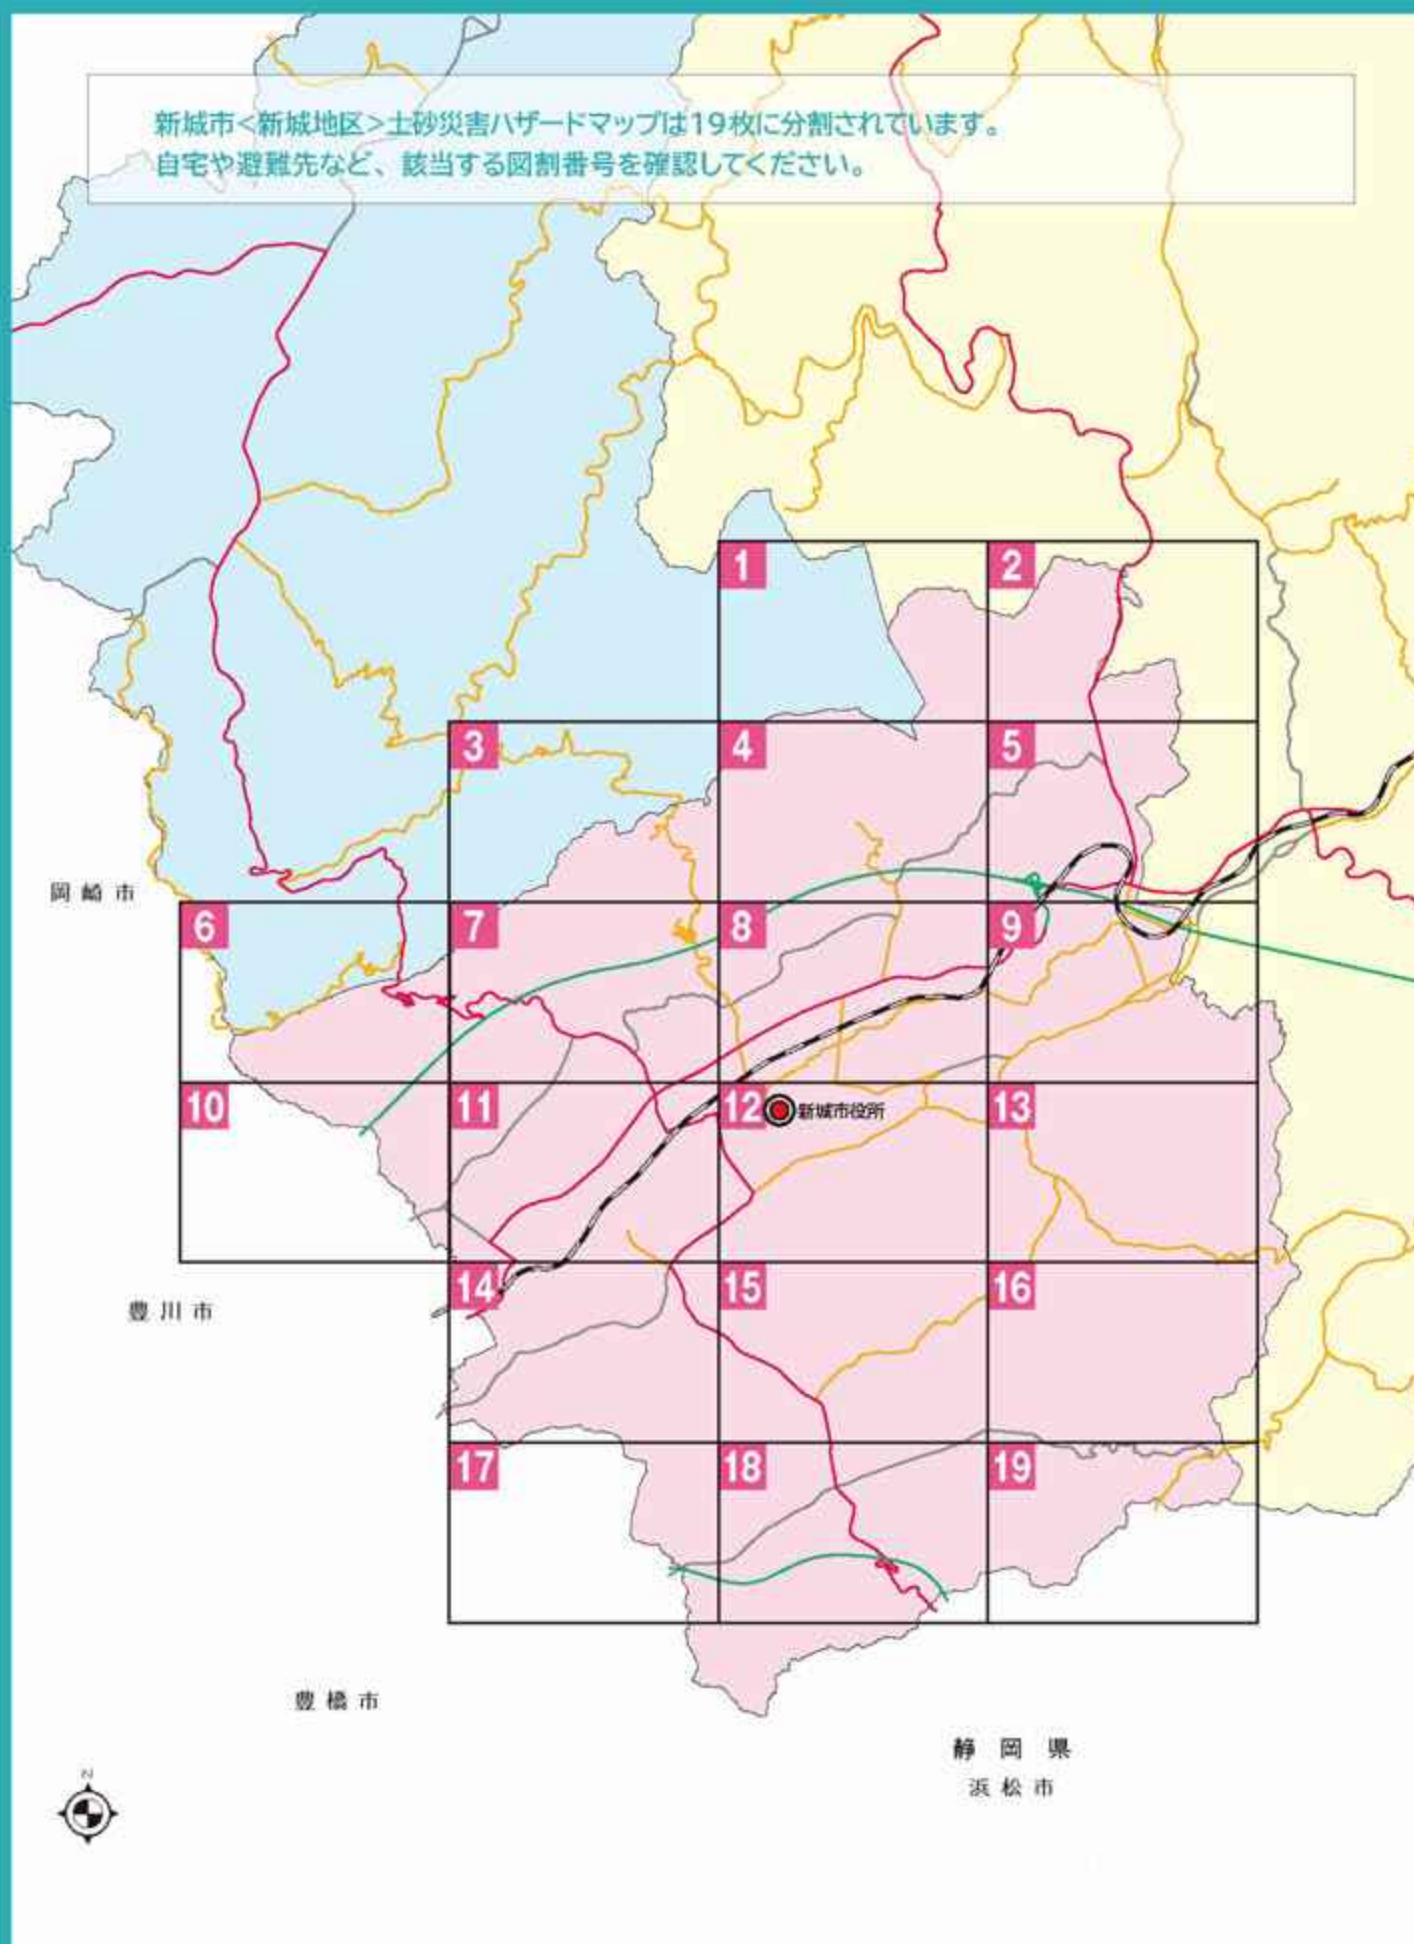 新城市<新城地区>土砂災害ハザードマップは19枚に分割されています。
自宅や避難先など、該当する図割番号を確認してください。
1
2
3
4
5
岡崎市
6
7
8
9
10
11
12
新城市役所
13
14
15
16
豊川市
17
18
19
豊橋市
静岡県
浜松市
N